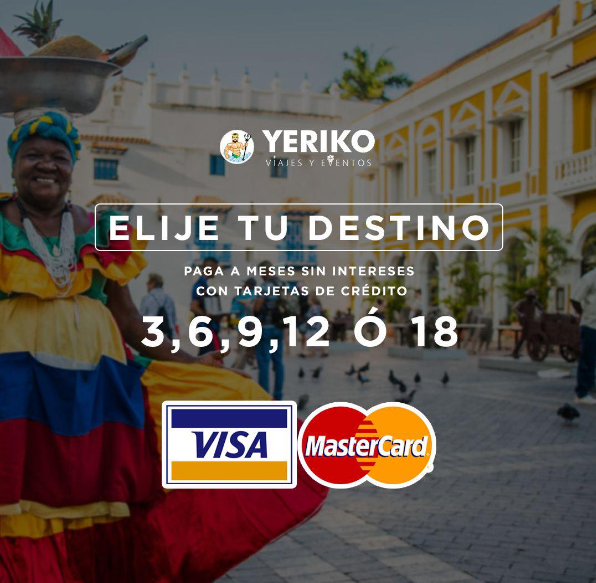 YERIKO
VIAJES Y EVENTOS
ELIJE TU DESTINO
PAGA A MESES SIN INTERESES
CON TARJETAS DE CRÉDITO
3,6,9,12 Ó 18
VISA
MasterCard